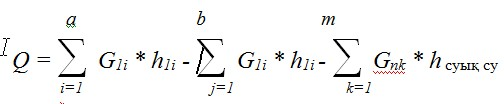 a b m
Q = ∑ G1i * h1i - ∑ G1i * h1i - ∑ Gnk * h суық су
i=1 j=1 k=1